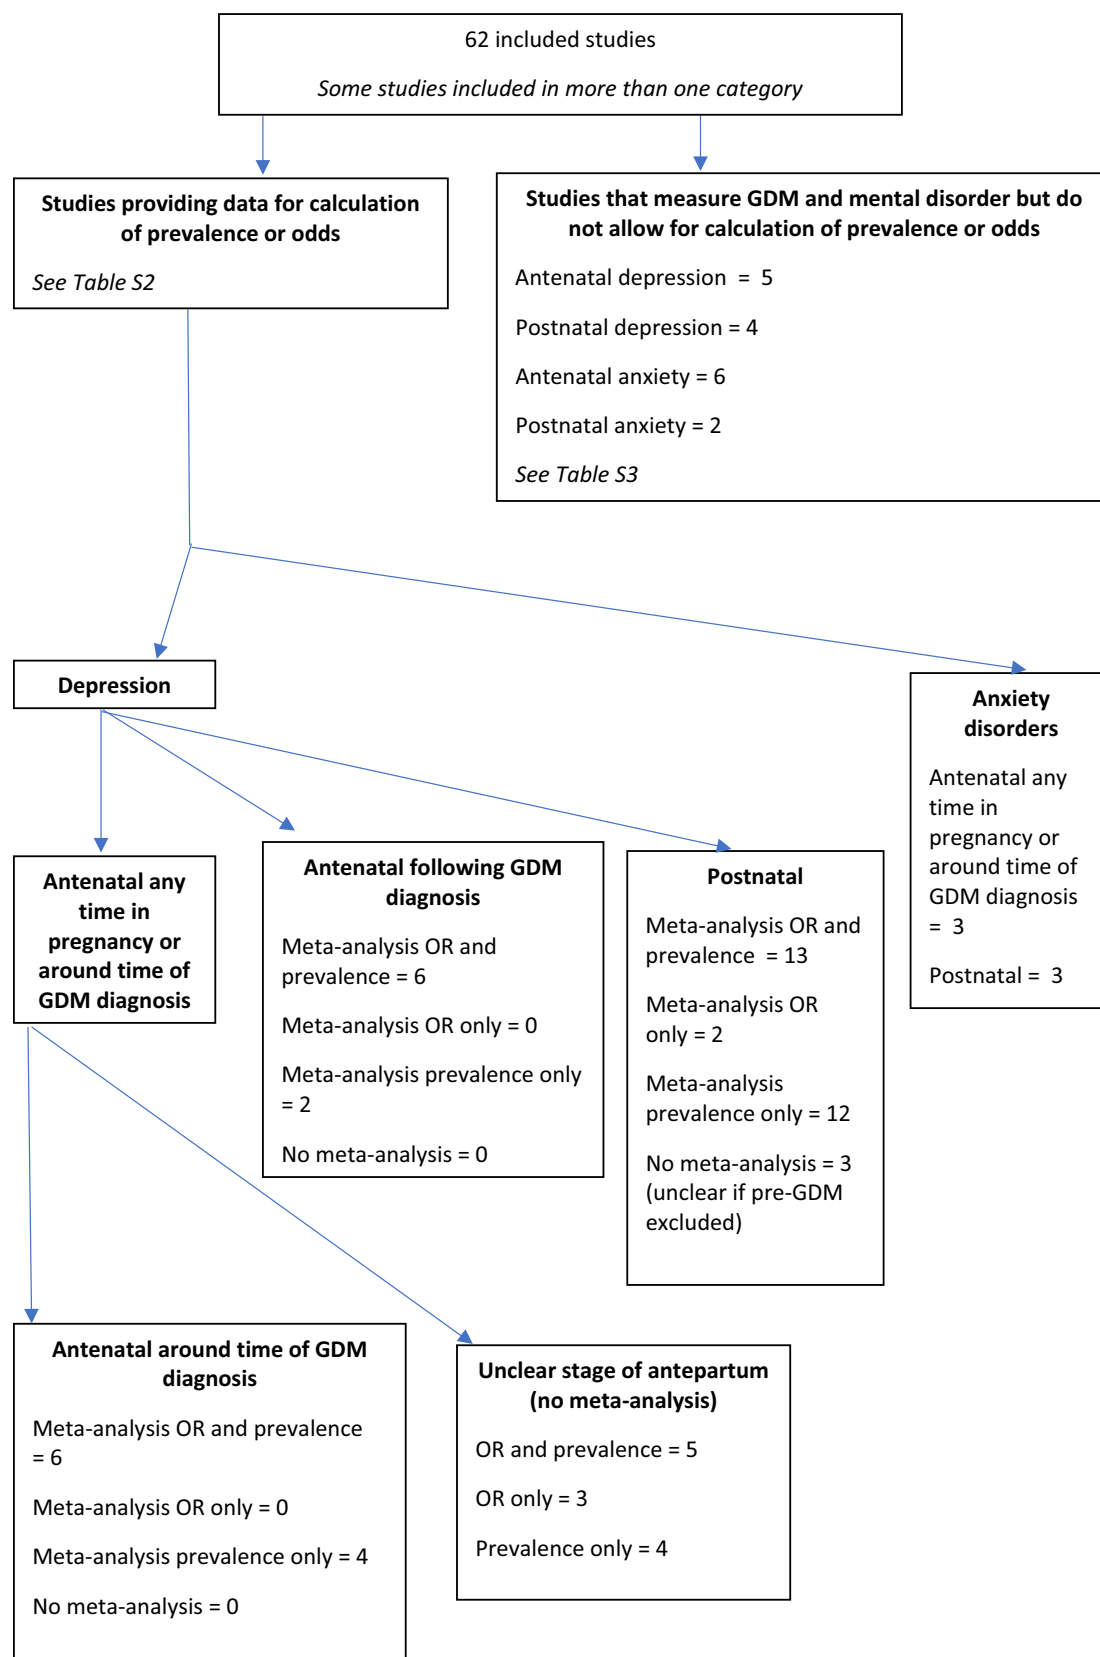 62 included studies
Some studies included in more than one category
Studies providing data for calculation
of prevalence or odds
See Table S2
Studies that measure GDM and mental disorder but do
not allow for calculation of prevalence or odds
Antenatal depression = 5
Postnatal depression = 4
Antenatal anxiety = 6
Postnatal anxiety = 2
See Table S3
Depression
Anxiety
disorders
Antenatal any
time in
pregnancy or
around time of
GDM diagnosis
= 3
Postnatal = 3
Antenatal any
time in
pregnancy or
around time of
GDM diagnosis
Antenatal following GDM
diagnosis
Meta-analysis OR and
prevalence = 6
Meta-analysis OR only = 0
Meta-analysis prevalence only
= 2
No meta-analysis = 0
Postnatal
Meta-analysis OR and
prevalence = 13
Meta-analysis OR
only = 2
Meta-analysis
prevalence only = 12
No meta-analysis = 3
(unclear if pre-GDM
excluded)
Antenatal around time of GDM
diagnosis
Meta-analysis OR and prevalence
= 6
Meta-analysis OR only = 0
Meta-analysis prevalence only = 4
No meta-analysis = 0
Unclear stage of antepartum
(no meta-analysis)
OR and prevalence = 5
OR only = 3
Prevalence only = 4